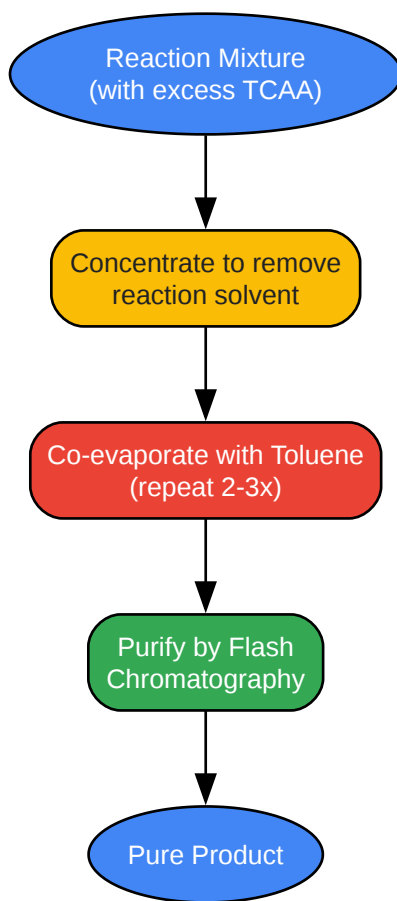 Reaction Mixture
(with excess TCAA)
Concentrate to remove
reaction solvent
Co-evaporate with Toluene
(repeat 2-3x)
Purify by Flash
Chromatography
Pure Product